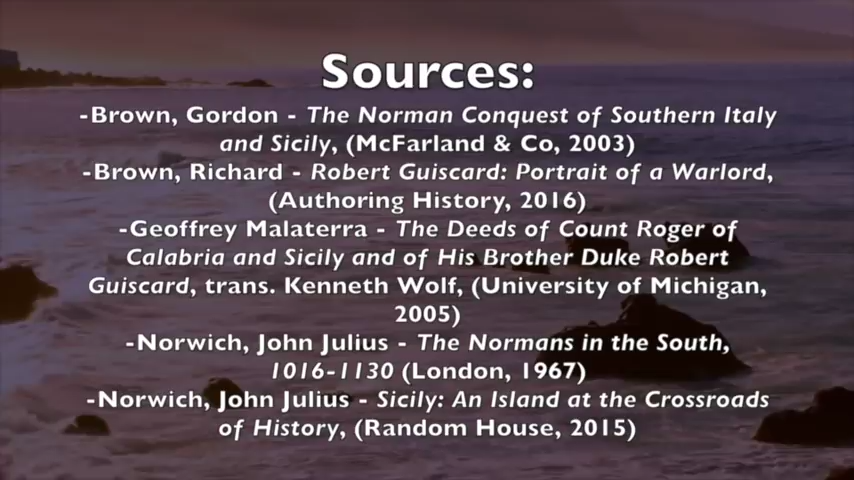 Sources:
-Brown, Gordon - The Norman Conquest of Southern Italy
and Sicily, (McFarland & Co, 2003)
-Brown, Richard - Robert Guiscard: Portrait of a Warlord,
(Authoring History, 2016)
-Geoffrey Malaterra - The Deeds of Count Roger of
Calabria and Sicily and of His Brother Duke Robert
Guiscard, trans. Kenneth Wolf, (University of Michigan,
2005)
-Norwich, John Julius - The Normans in the South,
1016-1130 (London, 1967)
-Norwich, John Julius - Sicily: An Island at the Crossroads
of History, (Random House, 2015)